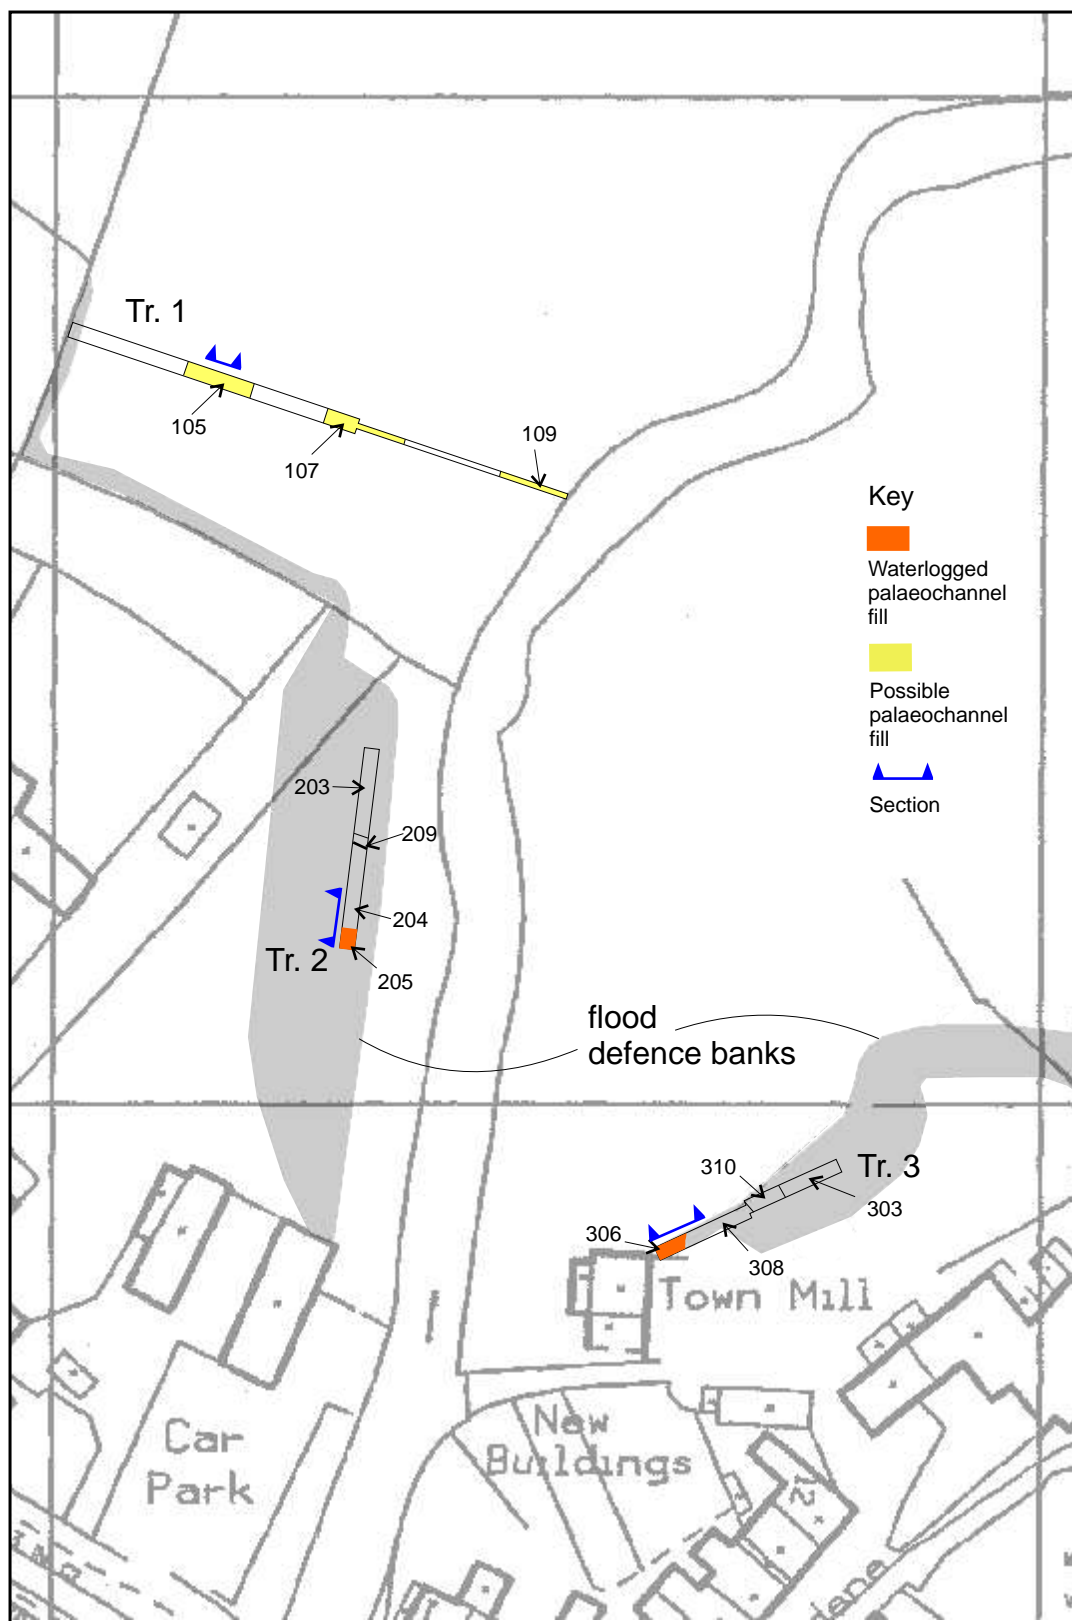 Tr. 1
105
107
109
Key
Waterlogged
palaeochannel
fill
Possible
palaeochannel
fill
Section
203
209
204
Tr. 2
205
flood
defence banks
310
Tr. 3
303
306
308
Town Mill
Car
Park
New
Buildings
12